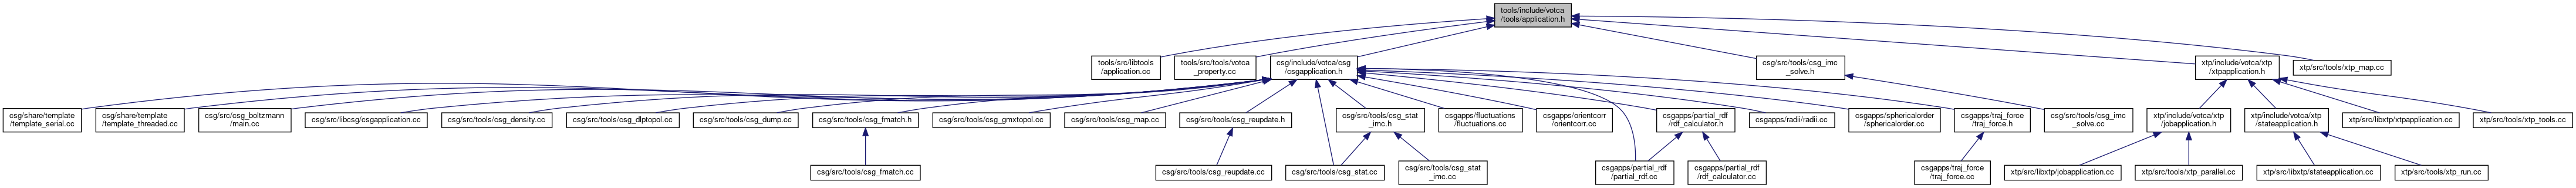 tools/include/votca
/tools/application.h
tools/src/libtools
/application.cc
tools/src/tools/votca
_property.cc
csg/include/votca/csg
/csgapplication.h
csg/src/tools/csg_imc
_solve.h
xtp/include/votca/xtp
/xtpapplication.h
xtp/src/tools/xtp_map.cc
csg/share/template
/template_serial.cc
csg/share/template
/template_threaded.cc
csg/src/csg_boltzmann
/main.cc
csg/src/libcsg/csgapplication.cc
csg/src/tools/csg_density.cc
csg/src/tools/csg_dlptopol.cc
csg/src/tools/csg_dump.cc
csg/src/tools/csg_fmatch.h
csg/src/tools/csg_gmxtopol.cc
csg/src/tools/csg_map.cc
csg/src/tools/csg_reupdate.h
csg/src/tools/csg_stat
_imc.h
csgapps/fluctuations
/fluctuations.cc
csgapps/orientcorr
/orientcorr.cc
csgapps/partial_rdf
/rdf_calculator.h
csgapps/radii/radii.cc
csgapps/sphericalorder
/sphericalorder.cc
csgapps/traj_force
/traj_force.h
csg/src/tools/csg_imc
_solve.cc
xtp/include/votca/xtp
/jobapplication.h
xtp/include/votca/xtp
/stateapplication.h
xtp/src/libxtp/xtpapplication.cc
xtp/src/tools/xtp_tools.cc
csg/src/tools/csg_fmatch.cc
csg/src/tools/csg_reupdate.cc
csg/src/tools/csg_stat.cc
csg/src/tools/csg_stat
_imc.cc
csgapps/partial_rdf
/partial_rdf.cc
csgapps/partial_rdf
/rdf_calculator.cc
csgapps/traj_force
/traj_force.cc
xtp/src/libxtp/jobapplication.cc
xtp/src/tools/xtp_parallel.cc
xtp/src/libxtp/stateapplication.cc
xtp/src/tools/xtp_run.cc